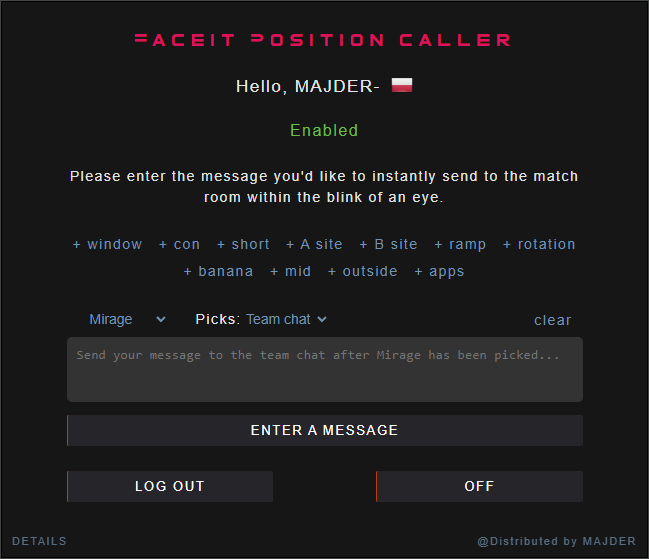 FACEIT POSITION CALLER
Hello, MAJDER-
Enabled
Please enter the message you'd like to instantly send to the match
room within the blink of an eye.
+ window + con + short + A site + B site + ramp + rotation
+ banana + mid + outside + apps
Mirage Picks: Team chat clear
Send your message to the team chat after Mirage has been picked...
ENTER A MESSAGE
LOG OUT OFF
DETAILS @Distributed by MAJDER